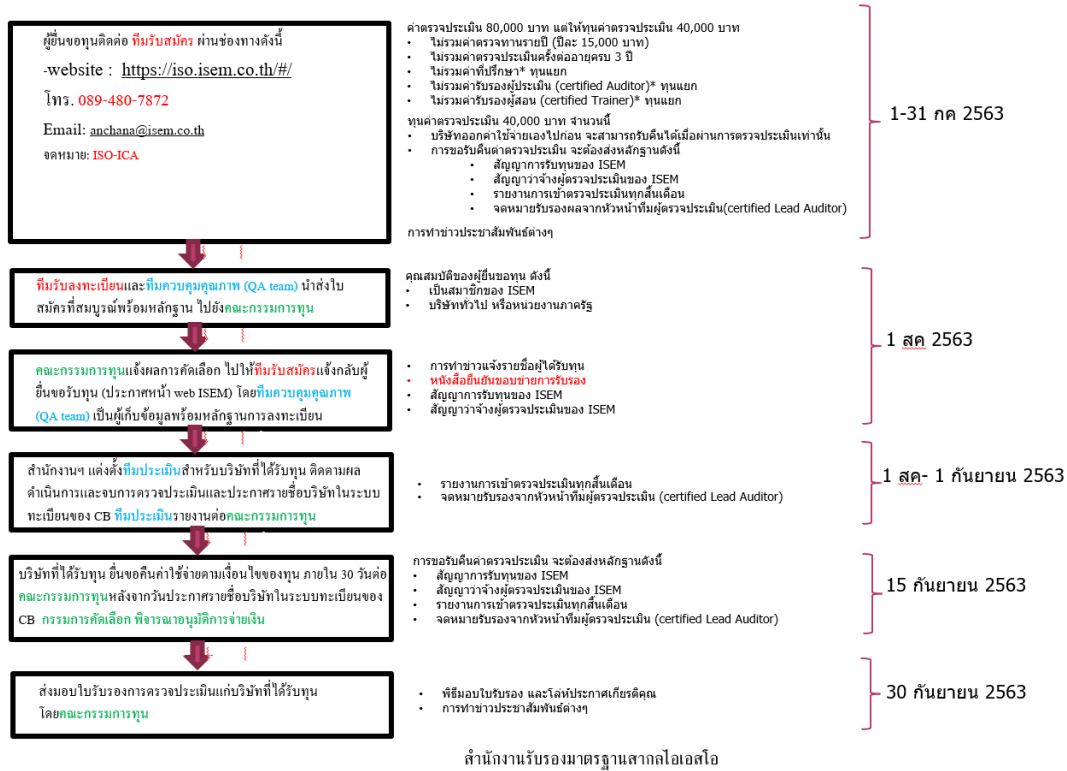 ผู้ยื่นขอทุนติดต่อ ทีมรับสมัคร ผ่านช่องทางดังนี้
-website : https://iso.isem.co.th/#/
โทร. 089-480-7872
Email: anchana@isem.co.th
จดหมาย: ISO-ICA
ค่าตรวจประเมิน 80,000 บาท แต่ให้ทุนค่าตรวจประเมิน 40,000 บาท
• ไม่รวมค่าตรวจทานรายปี (ปีละ 15,000 บาท)
• ไม่รวมค่าตรวจประเมินครั้งต่ออายุครบ 3 ปี
• ไม่รวมค่าที่ปรึกษา* ทุนแยก
• ไม่รวมค่ารับรองผู้ประเมิน (certified Auditor)* ทุนแยก
• ไม่รวมค่ารับรองผู้สอน (certified Trainer)* ทุนแยก
ทุนค่าตรวจประเมิน 40,000 บาท จำนวนนี้
• บริษัทออกค่าใช้จ่ายเองไปก่อน จะสามารถรับคืนได้เมื่อผ่านการตรวจประเมินเท่านั้น
• การขอรับคืนค่าตรวจประเมิน จะต้องส่งหลักฐานดังนี้
• สัญญาการรับทุนของ ISEM
• สัญญาว่าจ้างผู้ตรวจประเมินของ ISEM
• รายงานการเข้าตรวจประเมินทุกสิ้นเดือน
• จดหมายรับรองผลจากหัวหน้าทีมผู้ตรวจประเมิน(certified Lead Auditor)
การทำข่าวประชาสัมพันธ์ต่างๆ
1-31 กค 2563
ทีมรับลงทะเบียนและทีมควบคุมคุณภาพ (QA team) นำส่งใบ
สมัครที่สมบูรณ์พร้อมหลักฐาน ไปยังคณะกรรมการทุน
คุณสมบัติของผู้ยื่นขอทุน ดังนี้
• เป็นสมาชิกของ ISEM
• บริษัททั่วไป หรือหน่วยงานภาครัฐ
1 สค 2563
คณะกรรมการทุนแจ้งผลการคัดเลือก ไปให้ทีมรับสมัครแจ้งกลับผู้
ยื่นขอรับทุน (ประกาศหน้า web ISEM) โดยทีมควบคุมคุณภาพ
(QA team) เป็นผู้เก็บข้อมูลพร้อมหลักฐานการลงทะเบียน
• การทำข่าวแจ้งรายชื่อผู้ได้รับทุน
• หนังสือยืนยันขอบข่ายการรับรอง
• สัญญาการรับทุนของ ISEM
• สัญญาว่าจ้างผู้ตรวจประเมินของ ISEM
สำนักงานฯ แต่งตั้งทีมประเมินสำหรับบริษัทที่ได้รับทุน ติดตามผล
ดำเนินการและจบการตรวจประเมินและประกาศรายชื่อบริษัทในระบบ
ทะเบียนของ CB ทีมประเมินรายงานต่อคณะกรรมการทุน
• รายงานการเข้าตรวจประเมินทุกสิ้นเดือน
• จดหมายรับรองจากหัวหน้าทีมผู้ตรวจประเมิน (certified Lead Auditor)
1 สค- 1 กันยายน 2563
บริษัทที่ได้รับทุน ยื่นขอคืนค่าใช้จ่ายตามเงื่อนไขของทุน ภายใน 30 วันต่อ
คณะกรรมการทุนหลังจากวันประกาศรายชื่อบริษัทในระบบทะเบียนของ
CB กรรมการคัดเลือก พิจารณาอนุมัติการจ่ายเงิน
การขอรับคืนค่าตรวจประเมิน จะต้องส่งหลักฐานดังนี้
• สัญญาการรับทุนของ ISEM
• สัญญาว่าจ้างผู้ตรวจประเมินของ ISEM
• รายงานการเข้าตรวจประเมินทุกสิ้นเดือน
• จดหมายรับรองจากหัวหน้าทีมผู้ตรวจประเมิน (certified Lead Auditor)
15 กันยายน 2563
ส่งมอบใบรับรองการตรวจประเมินแก่บริษัทที่ได้รับทุน
โดยคณะกรรมการทุน
• พิธีมอบใบรับรอง และโล่ห์ประกาศเกียรติคุณ
• การทำข่าวประชาสัมพันธ์ต่างๆ
30 กันยายน 2563
สำนักงานรับรองมาตรฐานสากลไอเอสโอ